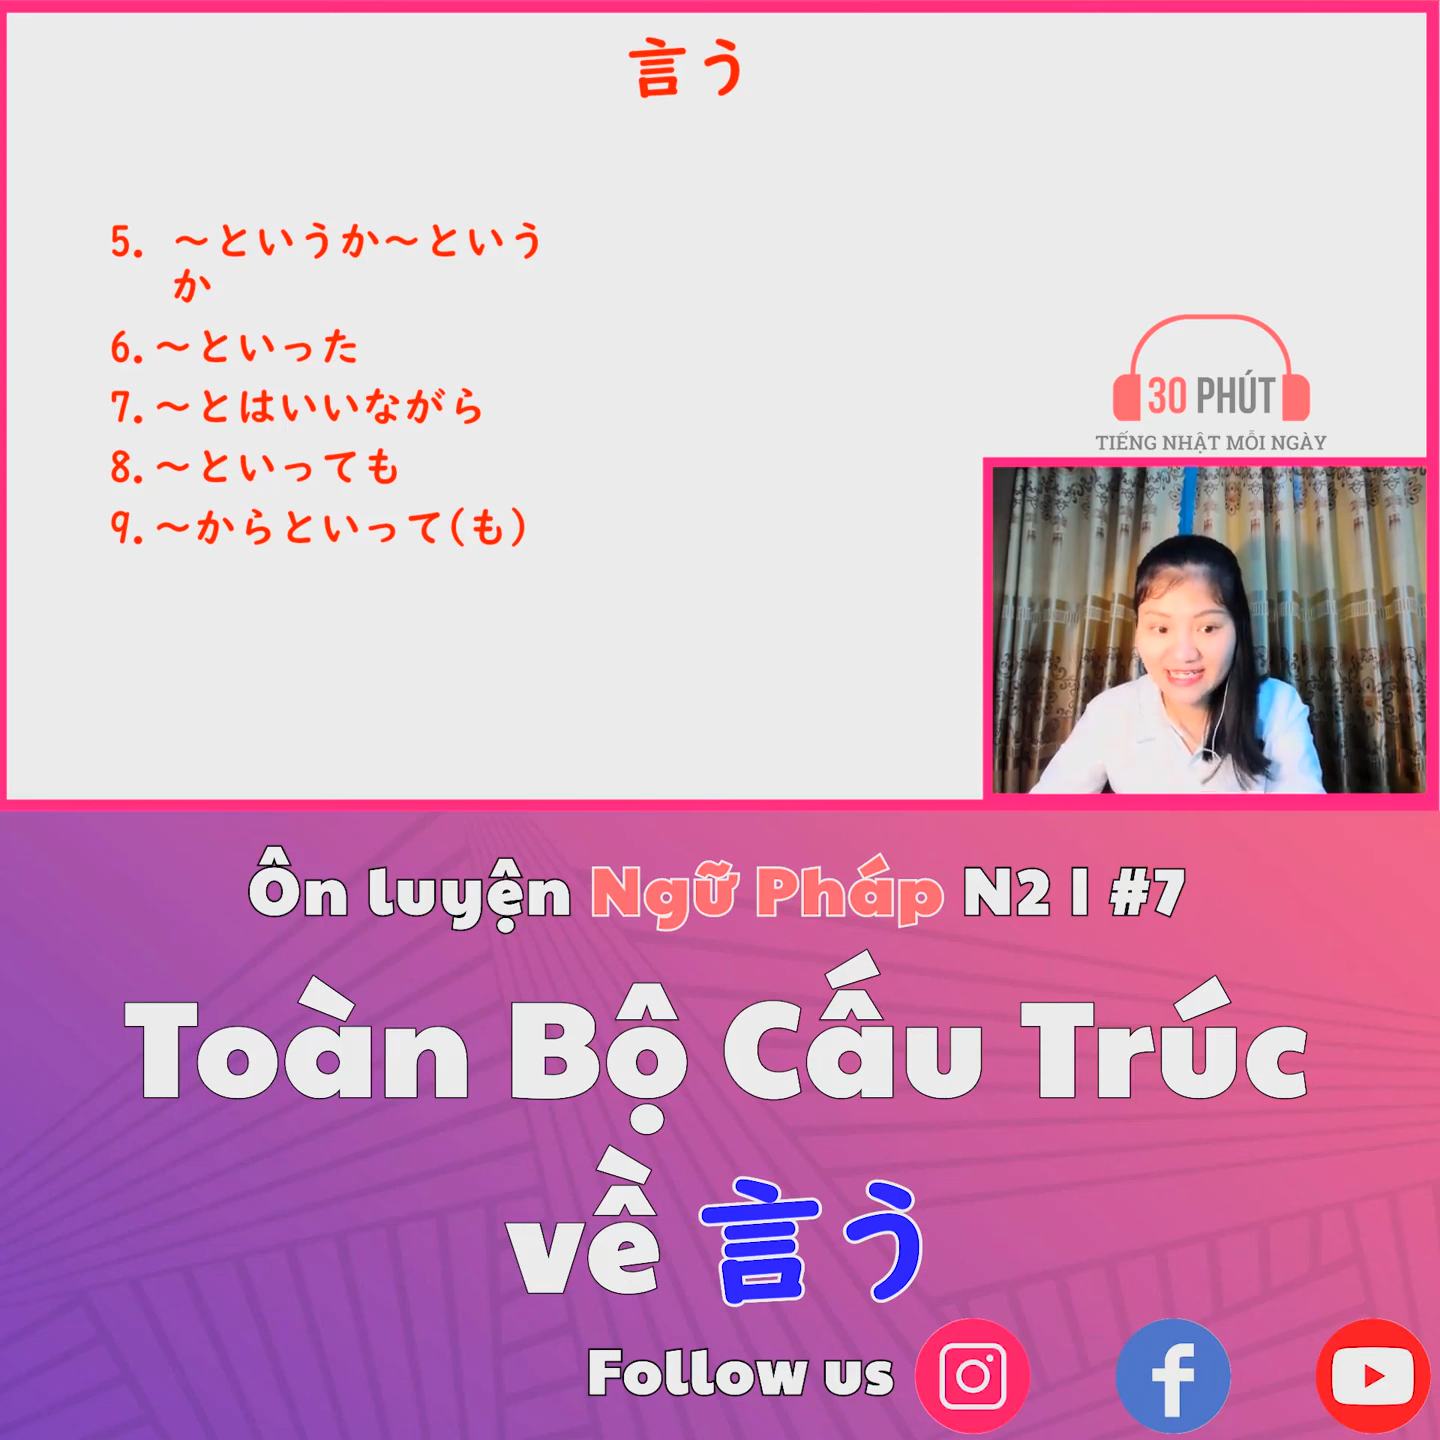 言う
5. ～というか～という
か
6. ～といった
7. ～とはいいながら
8. ～といっても
9. ～からといって(も)
30 PHÚT
TIẾNG NHẬT MỖI NGÀY
Ôn luyện Ngữ Pháp N2 I #7
Toàn Bộ Cấu Trúc
về 言う
Follow us